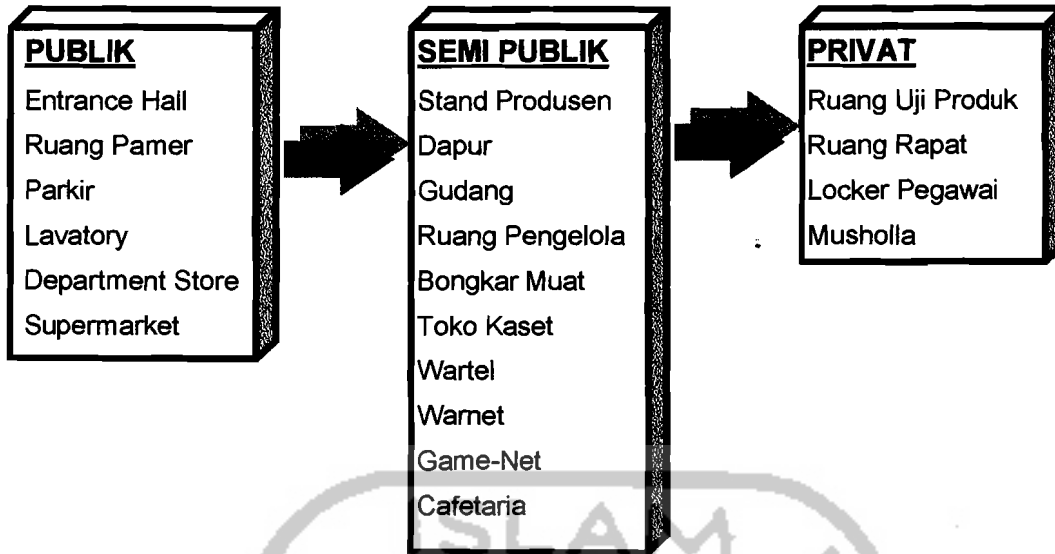 PUBLIK
Entrance Hall
Ruang Pamer
Parkir
Lavatory
Department Store
Supermarket
SEMI PUBLIK
Stand Produsen
Dapur
Gudang
Ruang Pengelola
Bongkar Muat
Toko Kaset
Wartel
Warnet
Game-Net
Cafetaria
PRIVAT
Ruang Uji Produk
Ruang Rapat
Locker Pegawai
Musholla
ISLAM